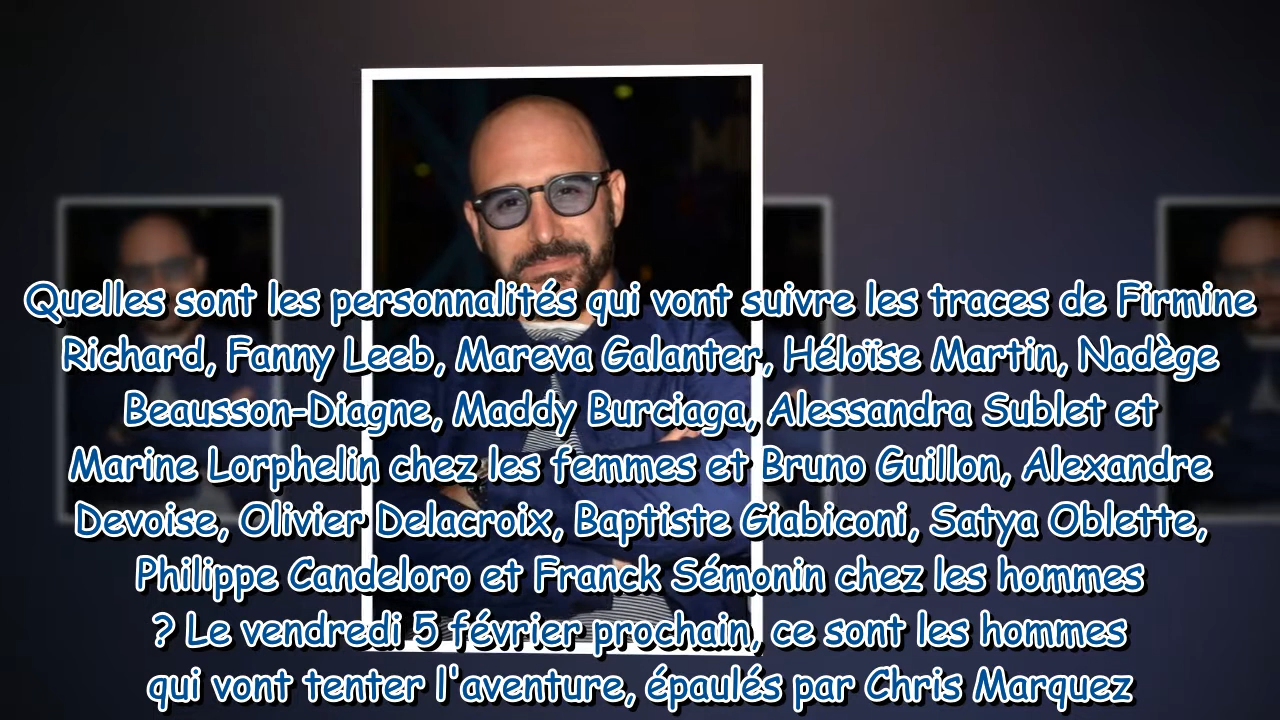 Quelles sont les personnalités qui vont suivre les traces de Firmine
Richard, Fanny Leeb, Mareva Galanter, Héloïse Martin, Nadège
Beausson-Diagne, Maddy Burciaga, Alessandra Sublet et
Marine Lorphelin chez les femmes et Bruno Guillon, Alexandre
Devoise, Olivier Delacroix, Baptiste Giabiconi, Satya Oblette,
Philippe Candeloro et Franck Sémonin chez les hommes
? Le vendredi 5 février prochain, ce sont les hommes
qui vont tenter l'aventure, épaulés par Chris Marquez